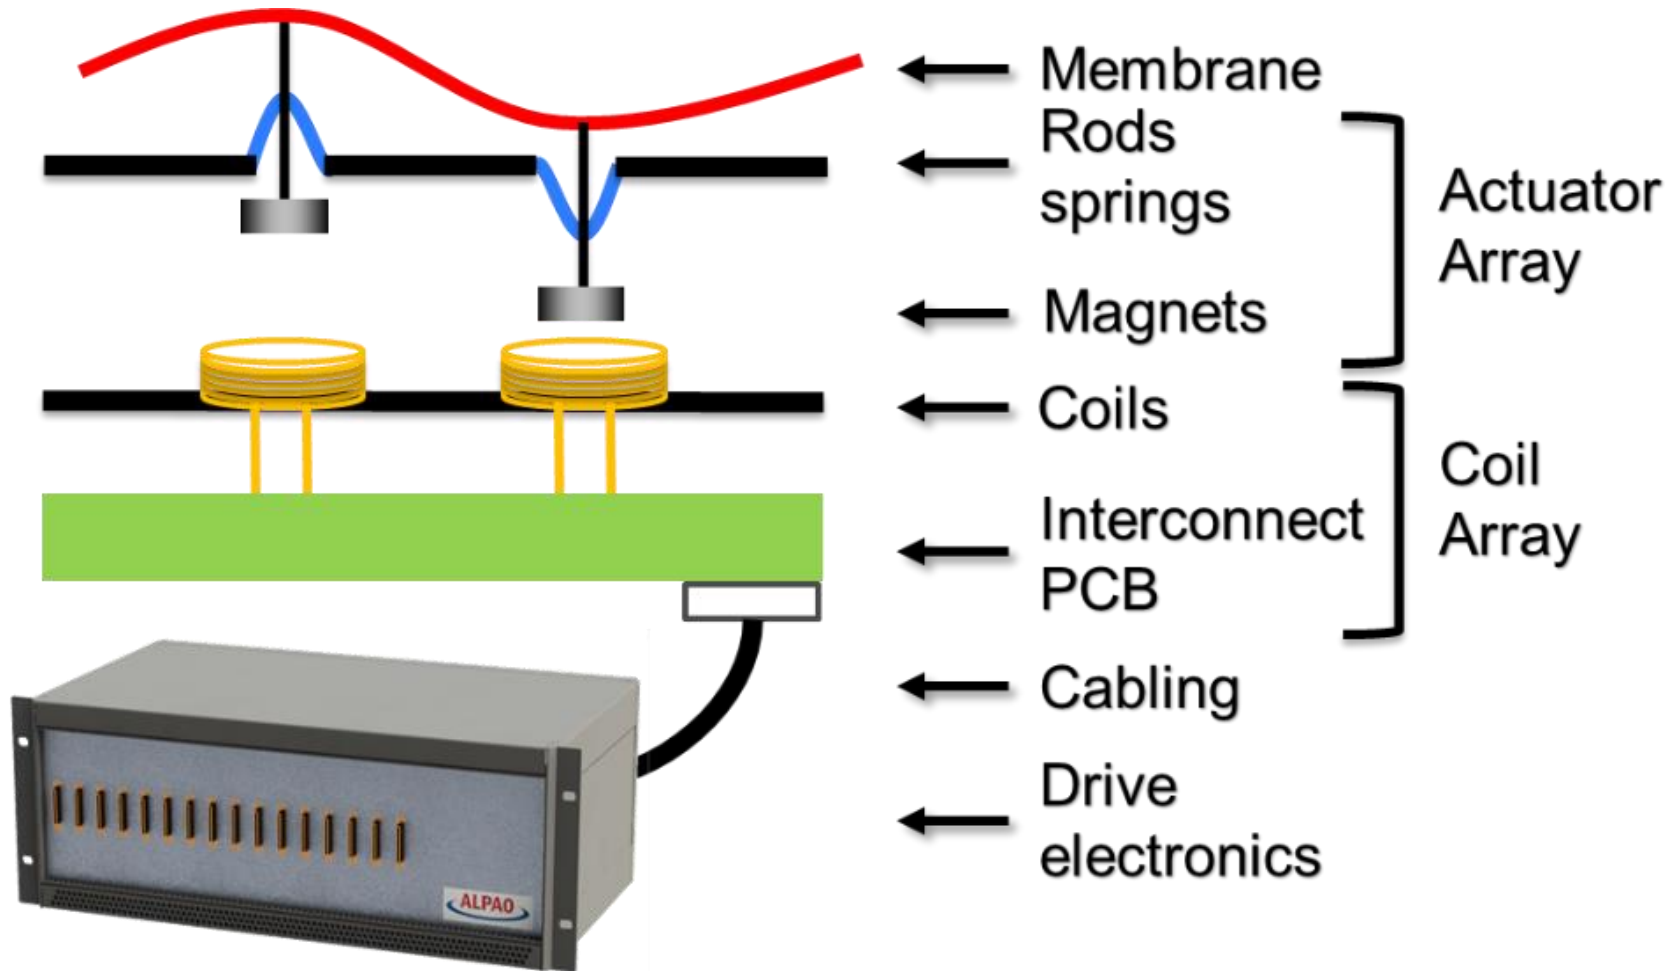 Membrane
Rods
springs
Magnets
Actuator
Array
Coils
Interconnect
PCB
Coil
Array
Cabling
Drive
electronics
ALPAO